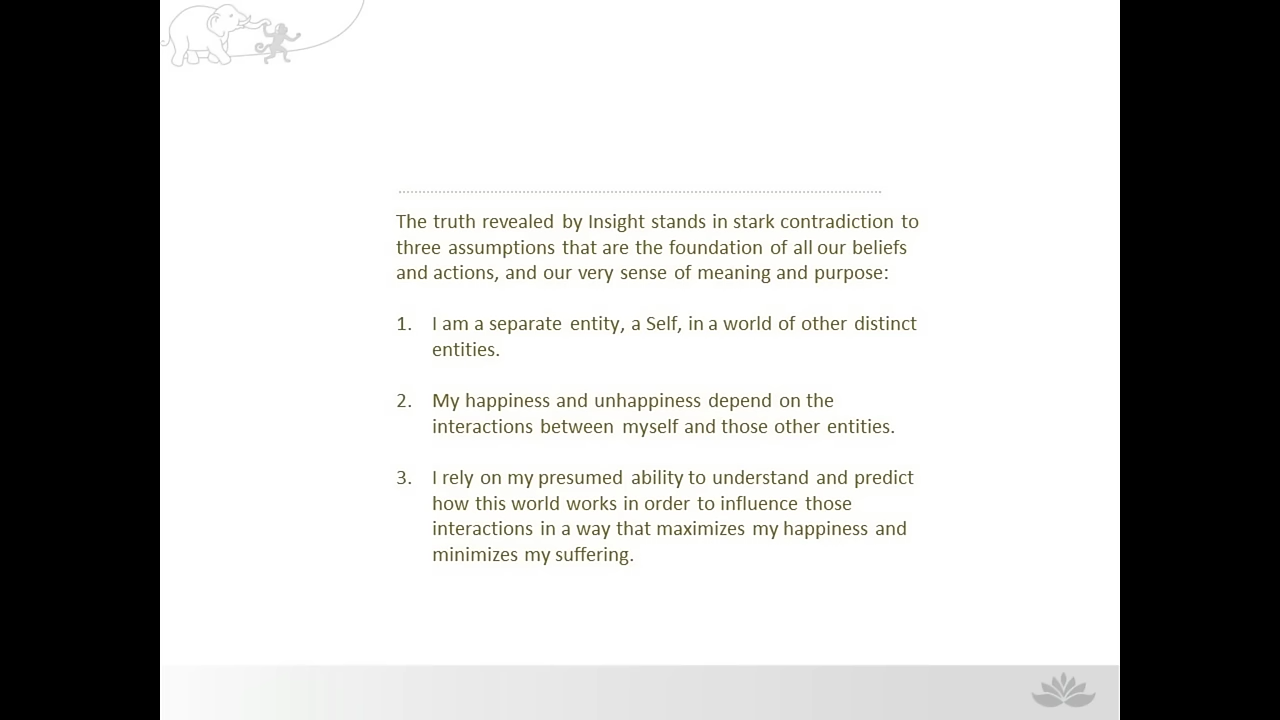 The truth revealed by Insight stands in stark contradiction to
three assumptions that are the foundation of all our beliefs
and actions, and our very sense of meaning and purpose:
1. I am a separate entity, a Self, in a world of other distinct
entities.
2. My happiness and unhappiness depend on the
interactions between myself and those other entities.
3. I rely on my presumed ability to understand and predict
how this world works in order to influence those
interactions in a way that maximizes my happiness and
minimizes my suffering.